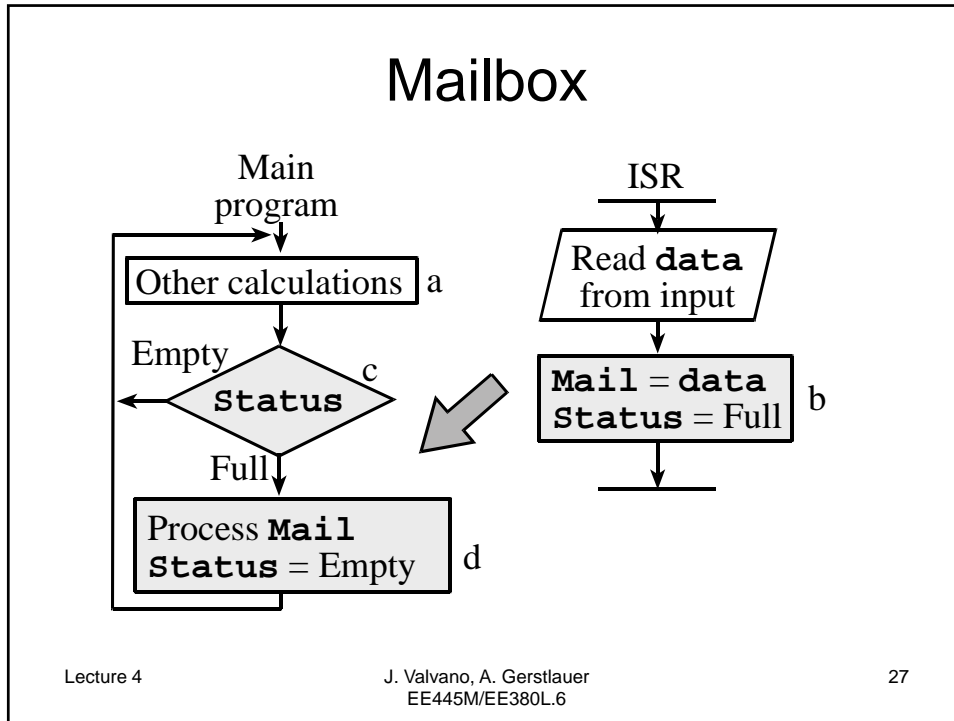 Mailbox
Main
program
Other calculations a
Empty
c
Status
Full
Process Mail
Status = Empty
d
ISR
Read data
from input
Mail = data
Status = Full
b
Lecture 4
J. Valvano, A. Gerstlauer
EE445M/EE380L.6
27